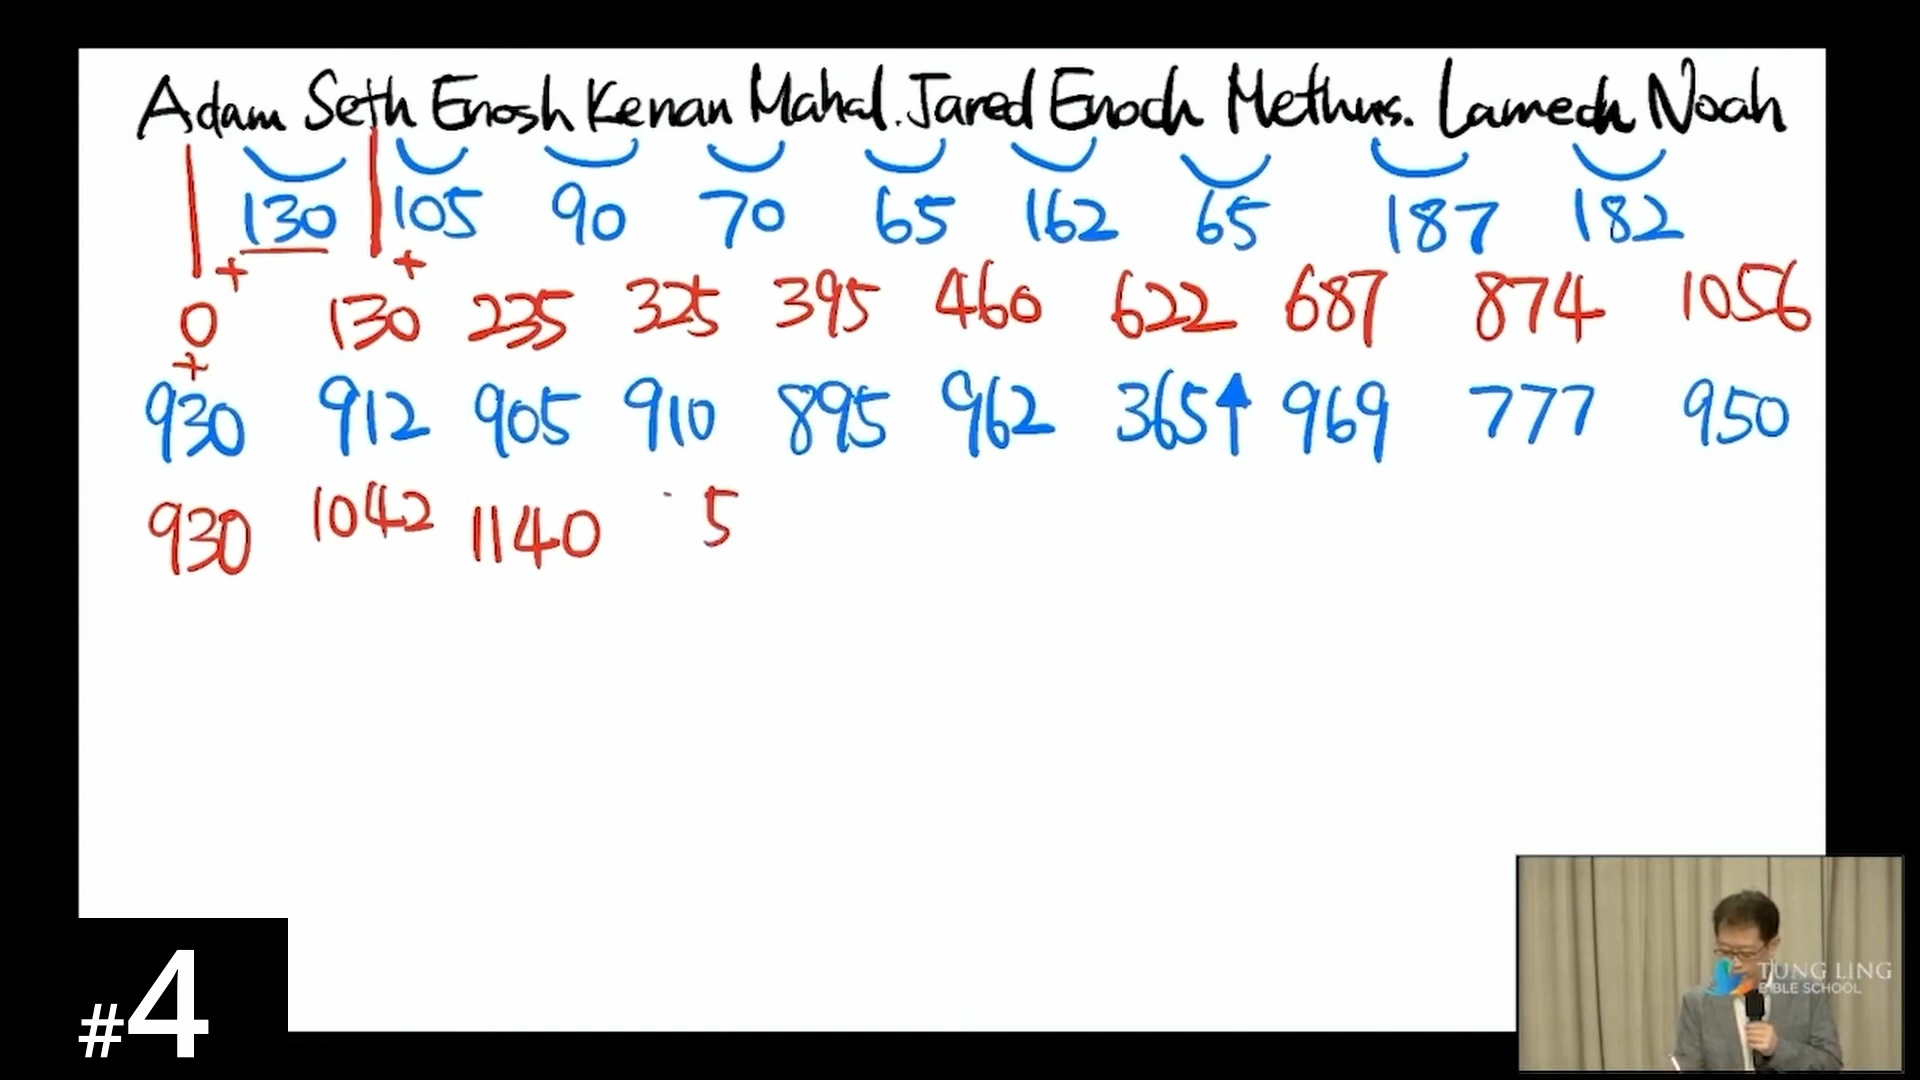 Adam Seth Enosh Kenan Mahal. Jared Enoch Methus. Lamech Noah
130 105 90 70 65 162 65 187 182
+ +
0 130 235 325 395 460 622 687 874 1056
+
930 912 905 910 895 962 365↑ 969 777 950
930 1042 1140 5
#4
TUNG LING
BIBLE SCHOOL